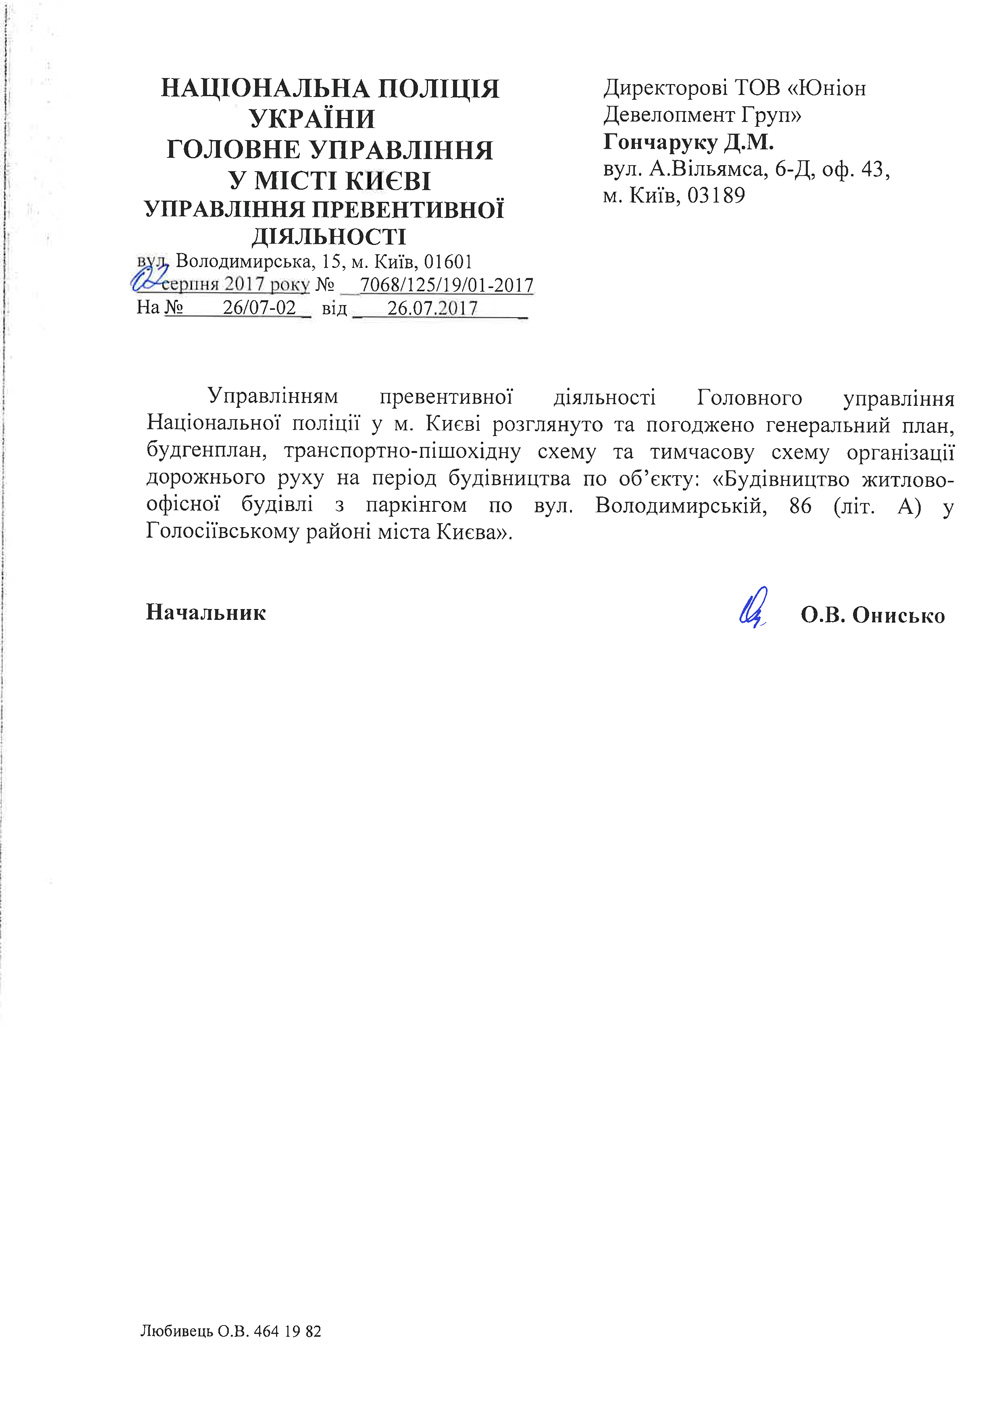 НАЦІОНАЛЬНА ПОЛІЦІЯ
УКРАЇНИ
ГОЛОВНЕ УПРАВЛІННЯ
У МІСТІ КИЄВІ
УПРАВЛІННЯ ПРЕВЕНТИВНОЇ
ДІЯЛЬНОСТІ
вул. Володимирська, 15, м. Київ, 01601
02 серпня 2017 року № 7068/125/19/01-2017
На № 26/07-02 від 26.07.2017
Директорові ТОВ «Юніон
Девелопмент Груп»
Гончаруку Д.М.
вул. А.Вільямса, 6-Д, оф. 43,
м. Київ, 03189
Управлінням превентивної діяльності Головного управління
Національної поліції у м. Києві розглянуто та погоджено генеральний план,
будгенплан, транспортно-пішохідну схему та тимчасову схему організації
дорожнього руху на період будівництва по об’єкту: «Будівництво житлово-
офісної будівлі з паркінгом по вул. Володимирській, 86 (літ. А) у
Голосіївському районі міста Києва».
Начальник О.В. Онисько
Любивець О.В. 464 19 82